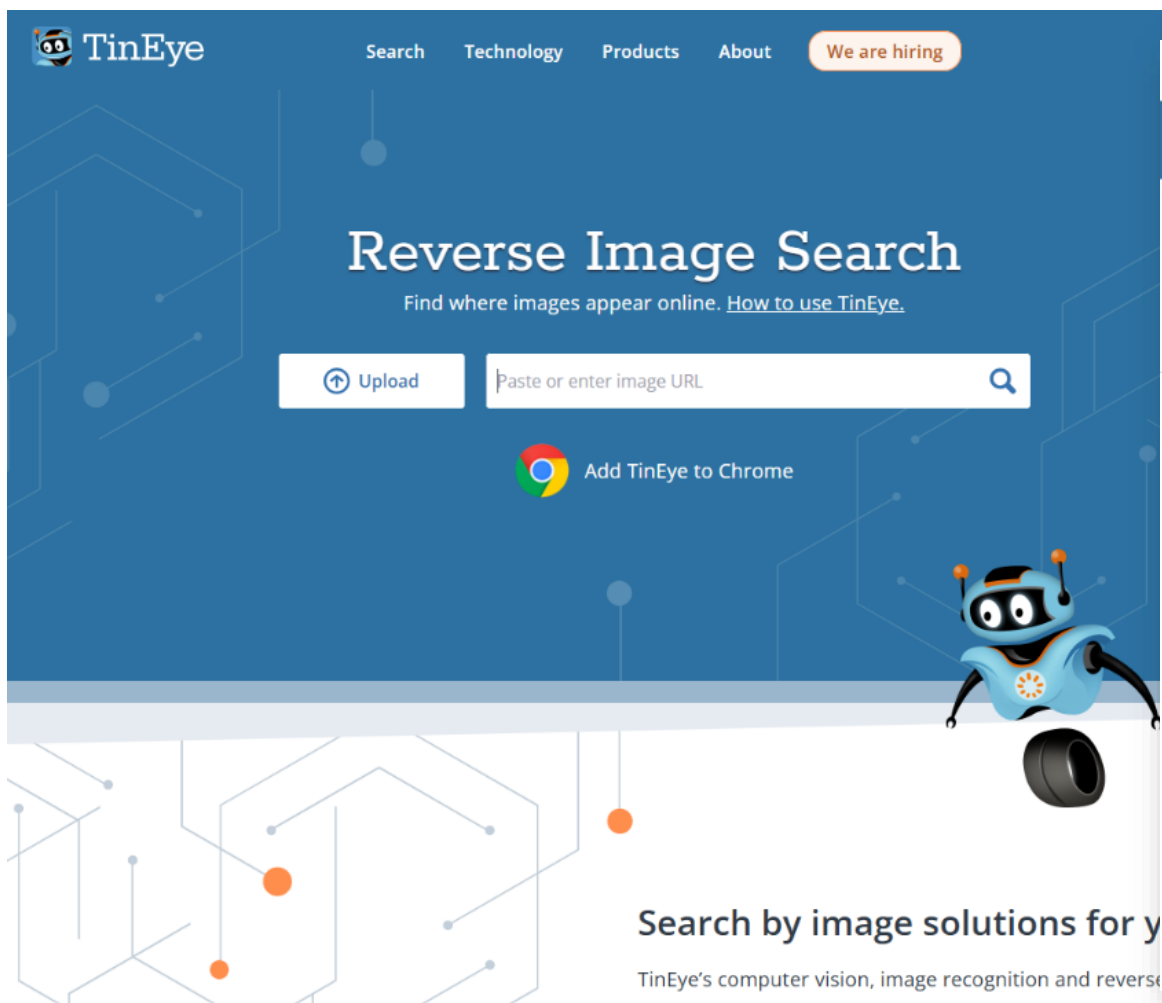 TinEye
Search Technology Products About We are hiring
Reverse Image Search
Find where images appear online. How to use TinEye.
Upload
Paste or enter image URL
Add TinEye to Chrome
Search by image solutions for y
TinEye’s computer vision, image recognition and reverse